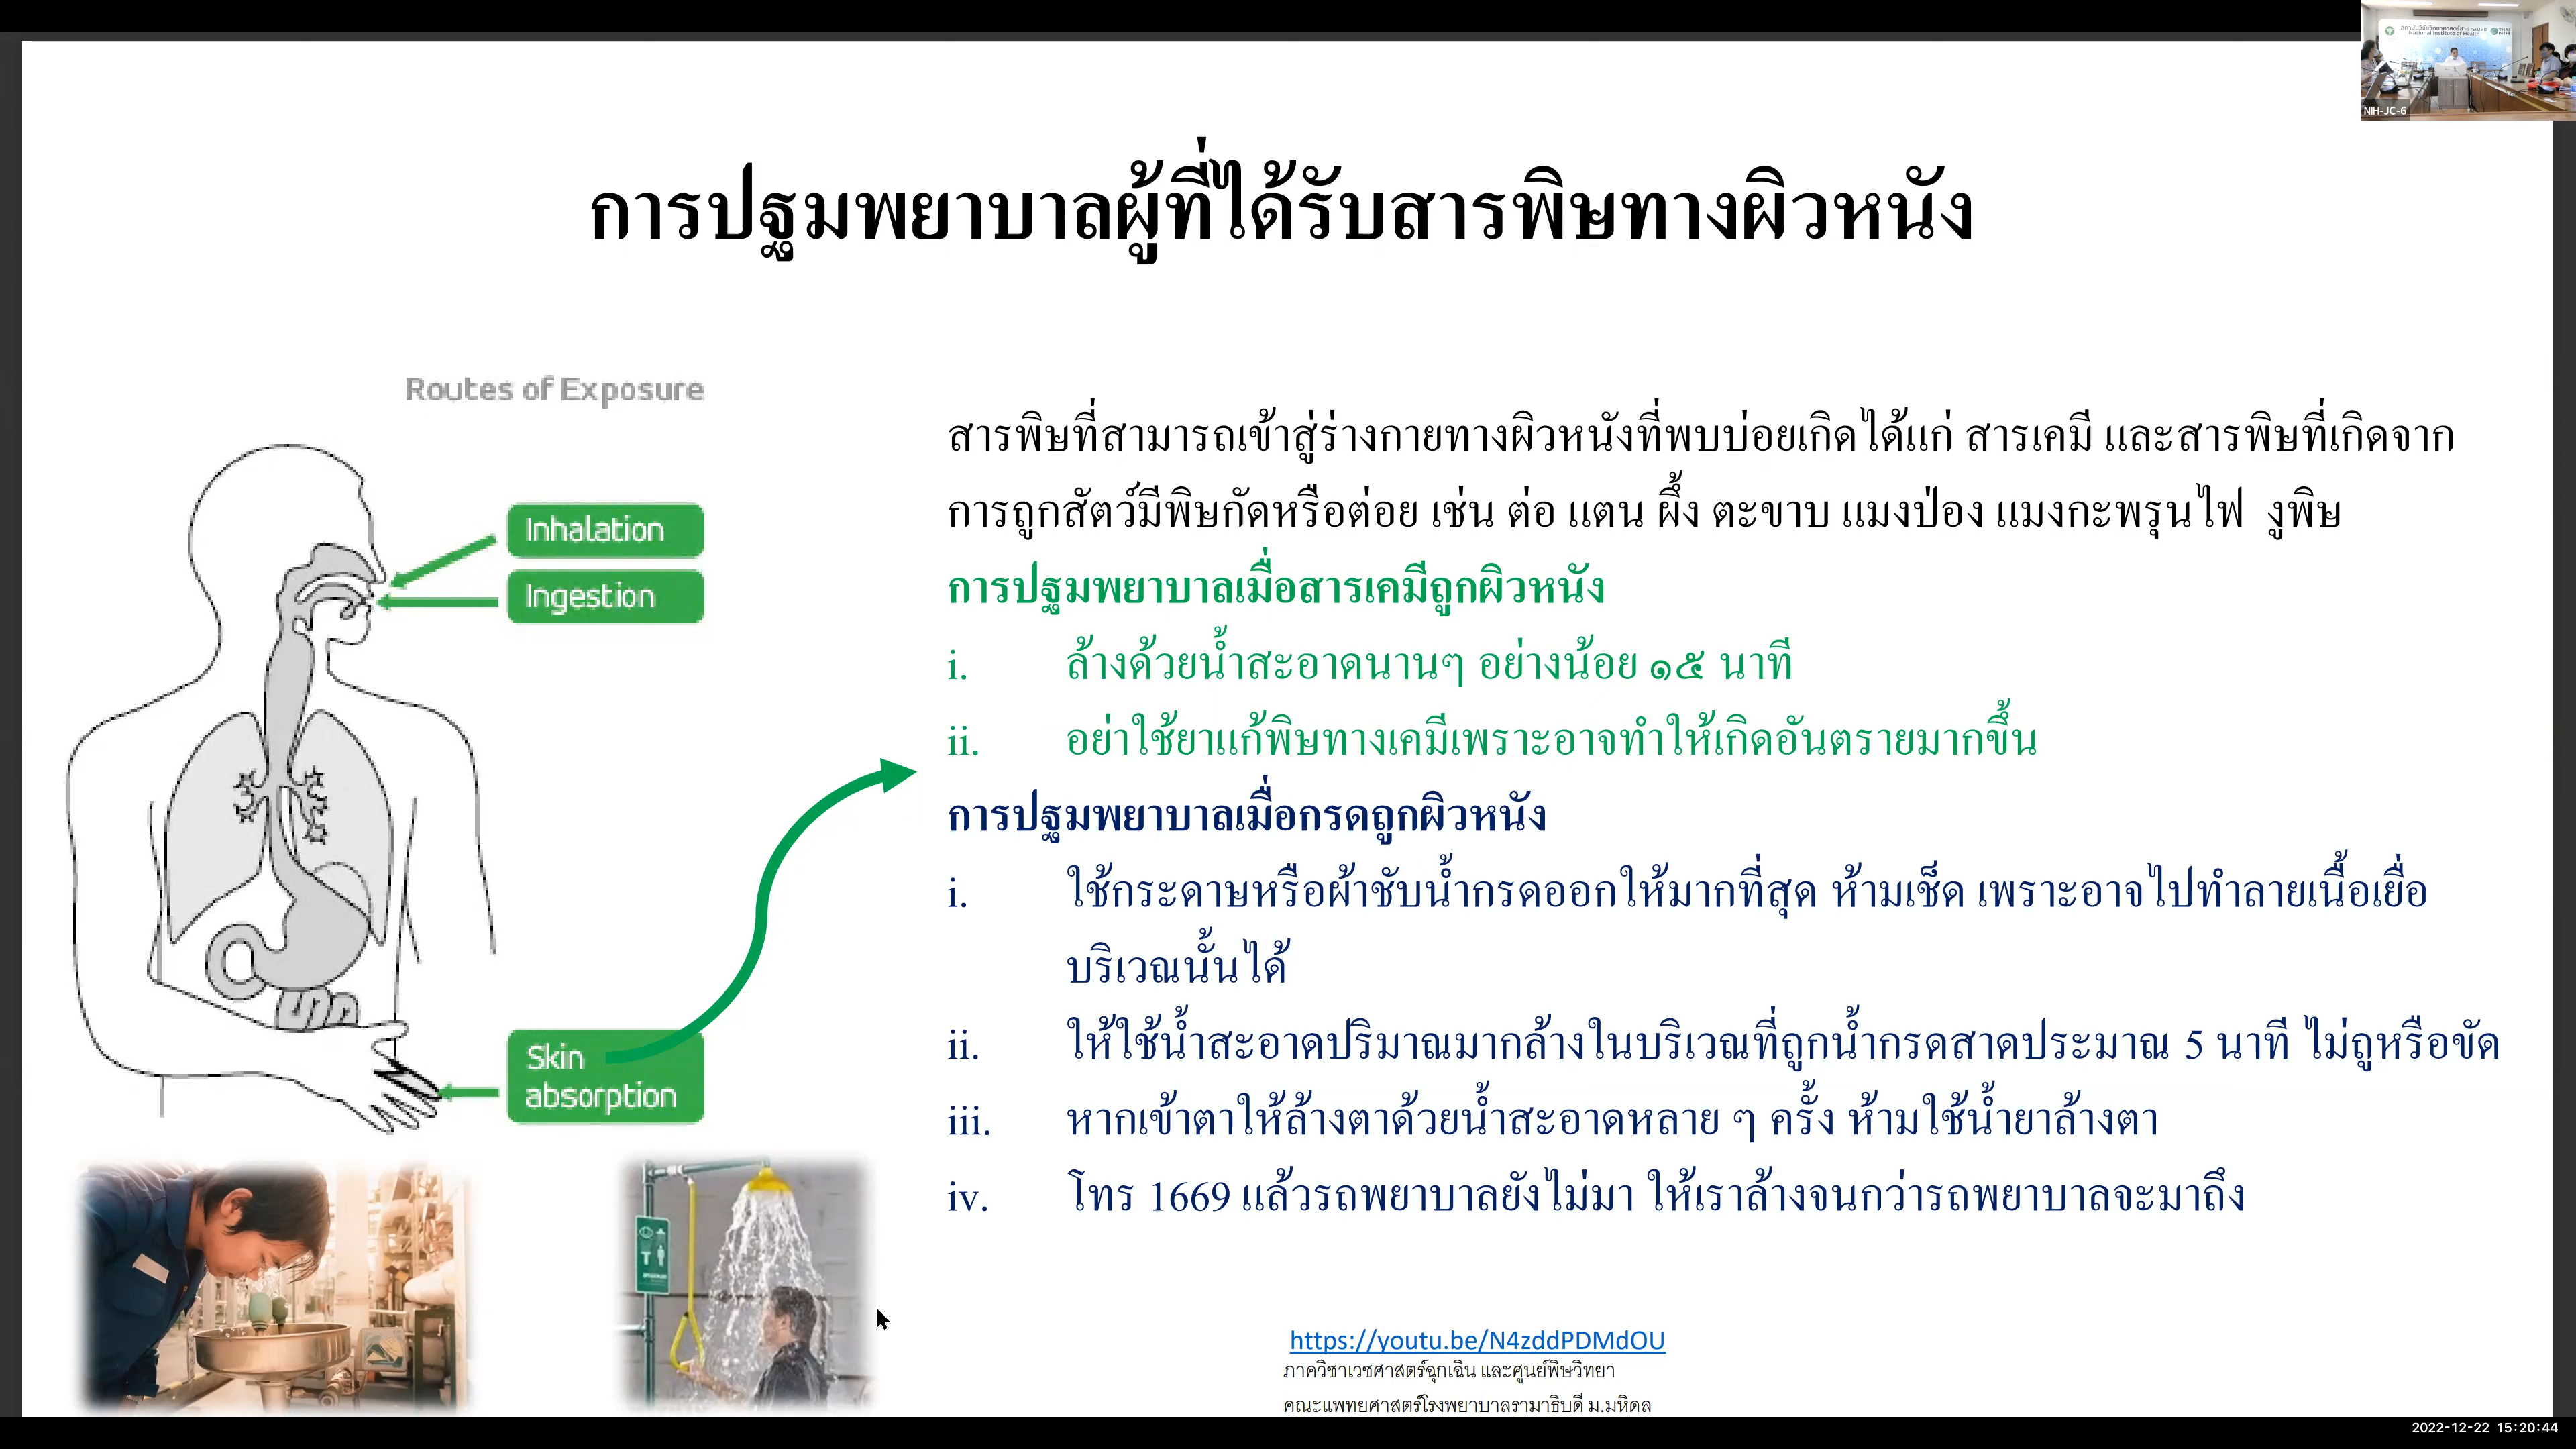 สถาบันวิจัยวิทยาศาสตร์สาธารณสุข
National Institute of Health
NIH-JC-6
การปฐมพยาบาลผู้ที่ได้รับสารพิษทางผิวหนัง
Routes of Exposure
Inhalation
Ingestion
Skin
absorption
สารพิษที่สามารถเข้าสู่ร่างกายทางผิวหนังที่พบบ่อยเกิดได้แก่ สารเคมี และสารพิษที่เกิดจาก
การถูกสัตว์มีพิษกัดหรือต่อย เช่น ต่อ แตน ผึ้ง ตะขาบ แมงป่อง แมงกะพรุนไฟ งูพิษ
การปฐมพยาบาลเมื่อสารเคมีถูกผิวหนัง
i. ล้างด้วยน้ำสะอาดนานๆ อย่างน้อย ๑๕ นาที
ii. อย่าใช้ยาแก้พิษทางเคมีเพราะอาจทำให้เกิดอันตรายมากขึ้น
การปฐมพยาบาลเมื่อกรดถูกผิวหนัง
i. ใช้กระดาษหรือผ้าซับน้ำกรดออกให้มากที่สุด ห้ามเช็ด เพราะอาจไปทำลายเนื้อเยื่อ
บริเวณนั้นได้
ii. ให้ใช้น้ำสะอาดปริมาณมากล้างในบริเวณที่ถูกน้ำกรดสาดประมาณ 5 นาที ไม่ถูหรือขัด
iii. หากเข้าตาให้ล้างตาด้วยน้ำสะอาดหลาย ๆ ครั้ง ห้ามใช้น้ำยาล้างตา
iv. โทร 1669 แล้วรถพยาบาลยังไม่มา ให้เราล้างจนกว่ารถพยาบาลจะมาถึง
https://youtu.be/N4zddPDMdOU
ภาควิชาเวชศาสตร์ฉุกเฉิน และศูนย์พิษวิทยา
คณะแพทยศาสตร์โรงพยาบาลรามาธิบดี ม.มหิดล
2022-12-22 15:20:44